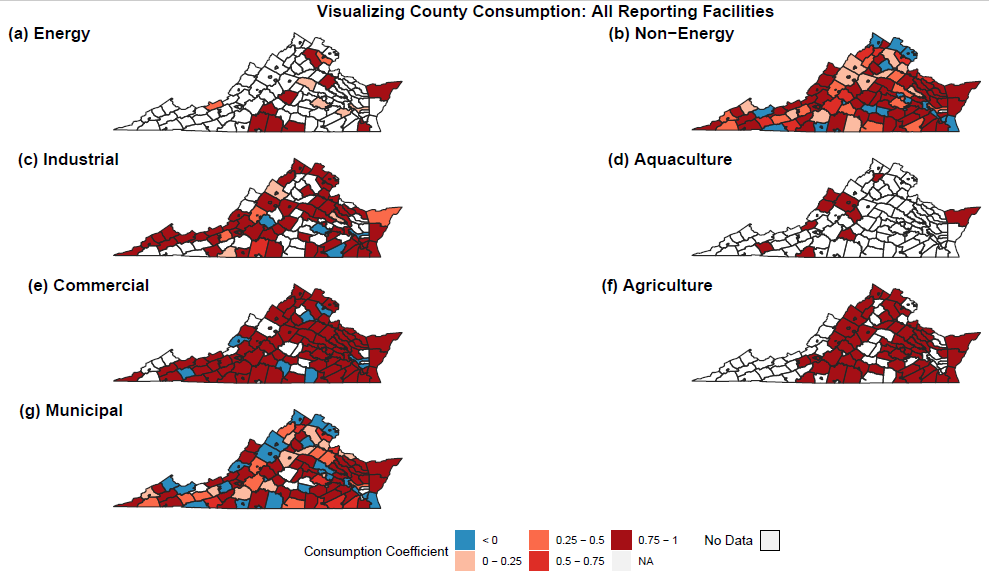 Visualizing County Consumption: All Reporting Facilities
(a) Energy
(b) Non−Energy
(c) Industrial
(d) Aquaculture
(e) Commercial
(f) Agriculture
(g) Municipal
Consumption Coefficient
< 0
0.25 − 0.5
0.75 − 1
No Data
0 − 0.25
0.5 − 0.75
NA